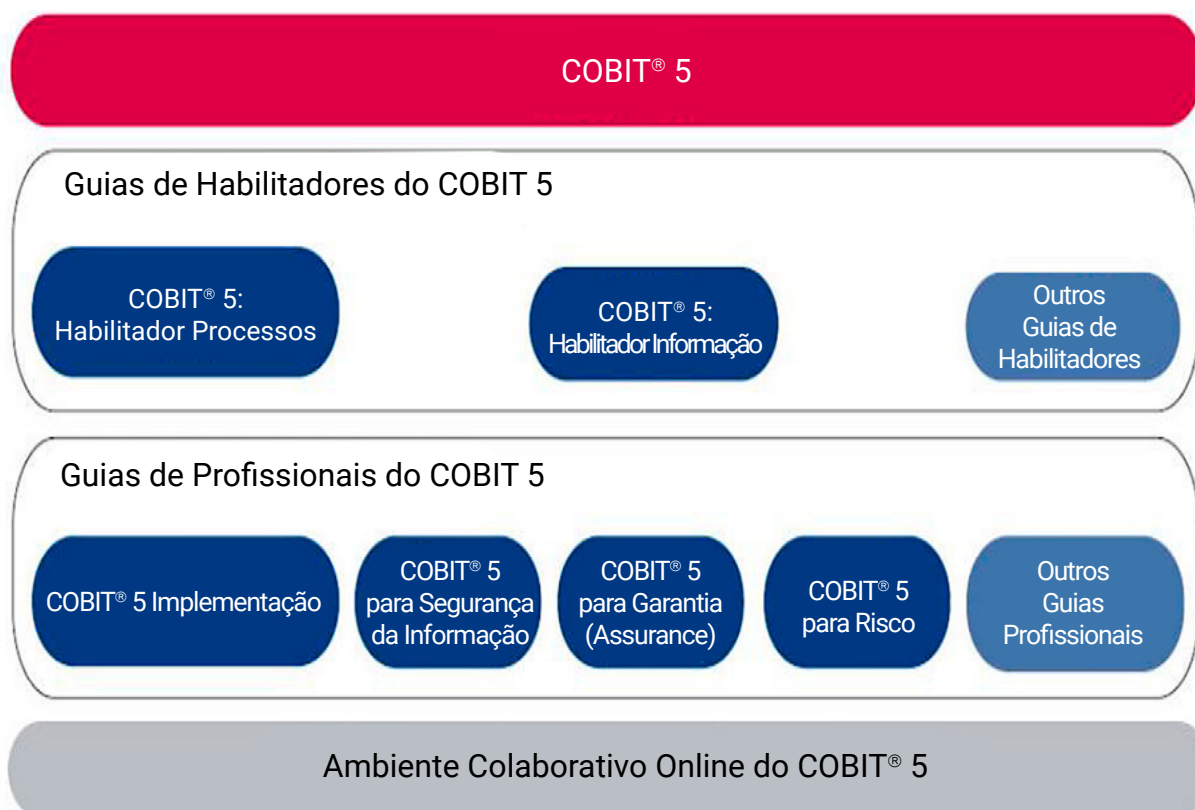 COBIT® 5
Guias de Habilitadores do COBIT 5
COBIT® 5:
Habilitador Processos
COBIT® 5:
Habilitador Informação
Outros
Guias de
Habilitadores
Guias de Profissionais do COBIT 5
COBIT® 5 Implementação
COBIT® 5
para Segurança
da Informação
COBIT® 5
para Garantia
(Assurance)
COBIT® 5
para Risco
Outros
Guias
Profissionais
Ambiente Colaborativo Online do COBIT® 5